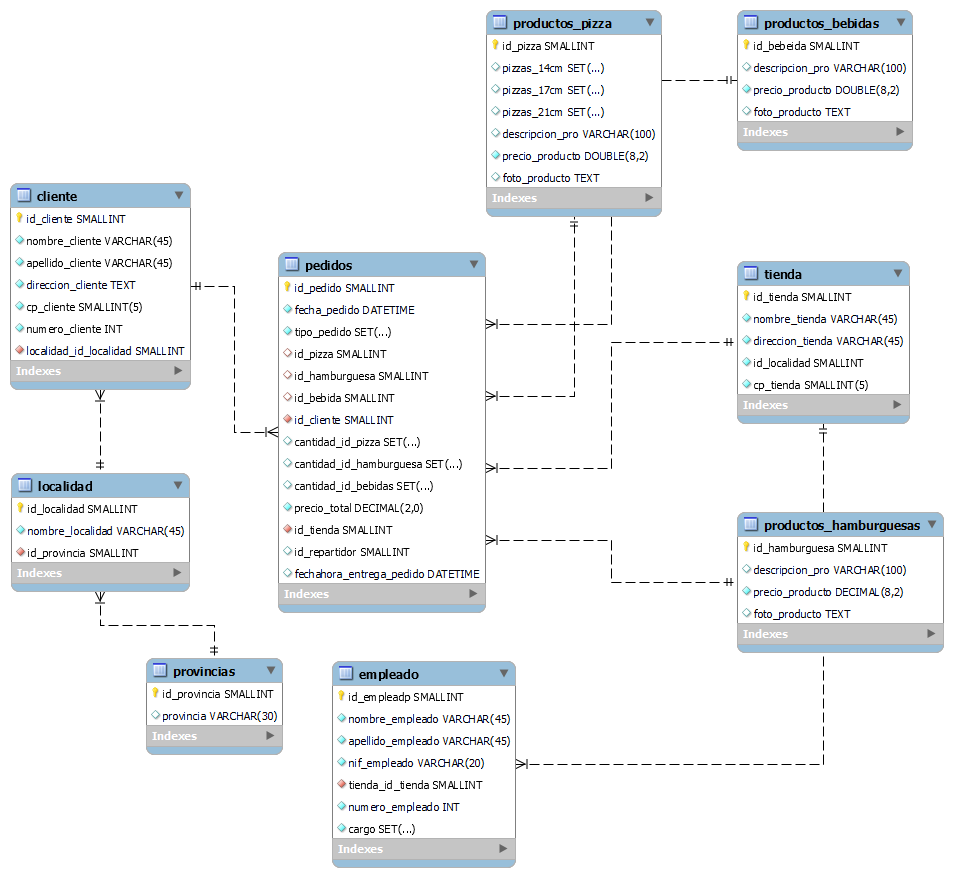 productos_pizza
id_pizza SMALLINT
pizzas_14cm SET(...)
pizzas_17cm SET(...)
pizzas_21cm SET(...)
descripcion_pro VARCHAR(100)
precio_producto DOUBLE(8,2)
foto_producto TEXT
Indexes
productos_bebidas
id_bebeida SMALLINT
descripcion_pro VARCHAR(100)
precio_producto DOUBLE(8,2)
foto_producto TEXT
Indexes
cliente
id_cliente SMALLINT
nombre_cliente VARCHAR(45)
apellido_cliente VARCHAR(45)
direccion_cliente TEXT
cp_cliente SMALLINT(5)
numero_cliente INT
localidad_id_localidad SMALLINT
Indexes
pedidos
id_pedido SMALLINT
fecha_pedido DATETIME
tipo_pedido SET(...)
id_pizza SMALLINT
id_hamburguesa SMALLINT
id_bebida SMALLINT
id_cliente SMALLINT
cantidad_id_pizza SET(...)
cantidad_id_hamburguesa SET(...)
cantidad_id_bebidas SET(...)
precio_total DECIMAL(2,0)
id_tienda SMALLINT
id_repartidor SMALLINT
fechahora_entrega_pedido DATETIME
Indexes
tienda
id_tienda SMALLINT
nombre_tienda VARCHAR(45)
direccion_tienda VARCHAR(45)
id_localidad SMALLINT
cp_tienda SMALLINT(5)
Indexes
localidad
id_localidad SMALLINT
nombre_localidad VARCHAR(45)
id_provincia SMALLINT
Indexes
productos_hamburguesas
id_hamburguesa SMALLINT
descripcion_pro VARCHAR(100)
precio_producto DECIMAL(8,2)
foto_producto TEXT
Indexes
provincias
id_provincia SMALLINT
provincia VARCHAR(30)
Indexes
empleado
id_empleadp SMALLINT
nombre_empleado VARCHAR(45)
apellido_empleado VARCHAR(45)
nif_empleado VARCHAR(20)
tienda_id_tienda SMALLINT
numero_empleado INT
cargo SET(...)
Indexes